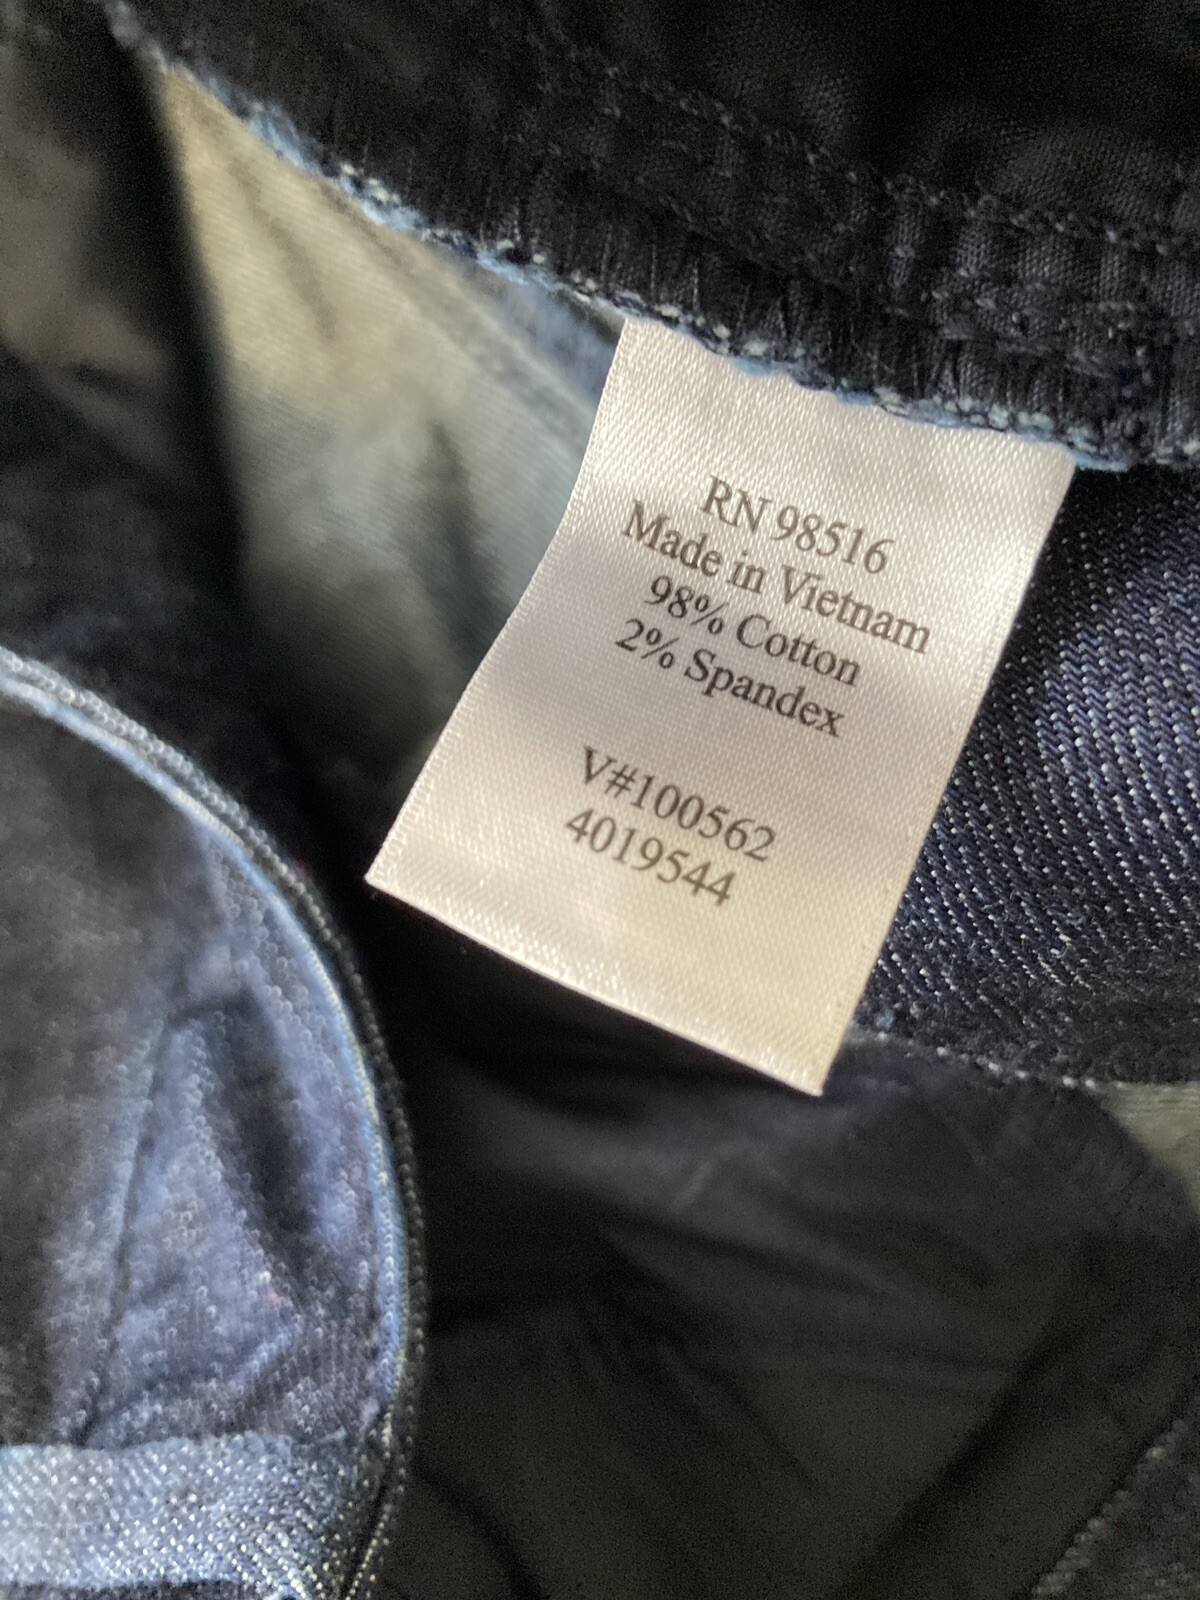 RN 98516
Made in Vietnam
98% Cotton
2% Spandex
V#100562
4019544